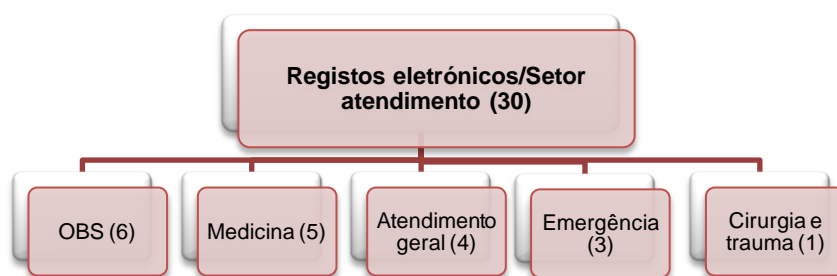 Registos eletrónicos/Setor
atendimento (30)
OBS (6)
Medicina (5)
Atendimento
geral (4)
Emergência
(3)
Cirurgia e
trauma (1)